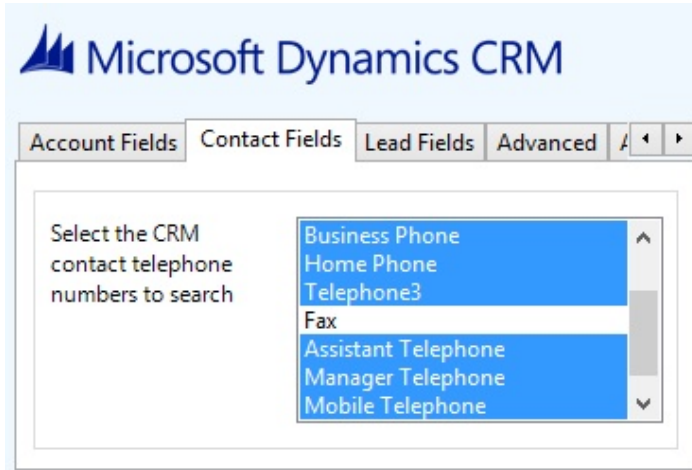 Microsoft Dynamics CRM
Account Fields Contact Fields Lead Fields Advanced
Select the CRM
contact telephone
numbers to search
Business Phone
Home Phone
Telephone3
Fax
Assistant Telephone
Manager Telephone
Mobile Telephone